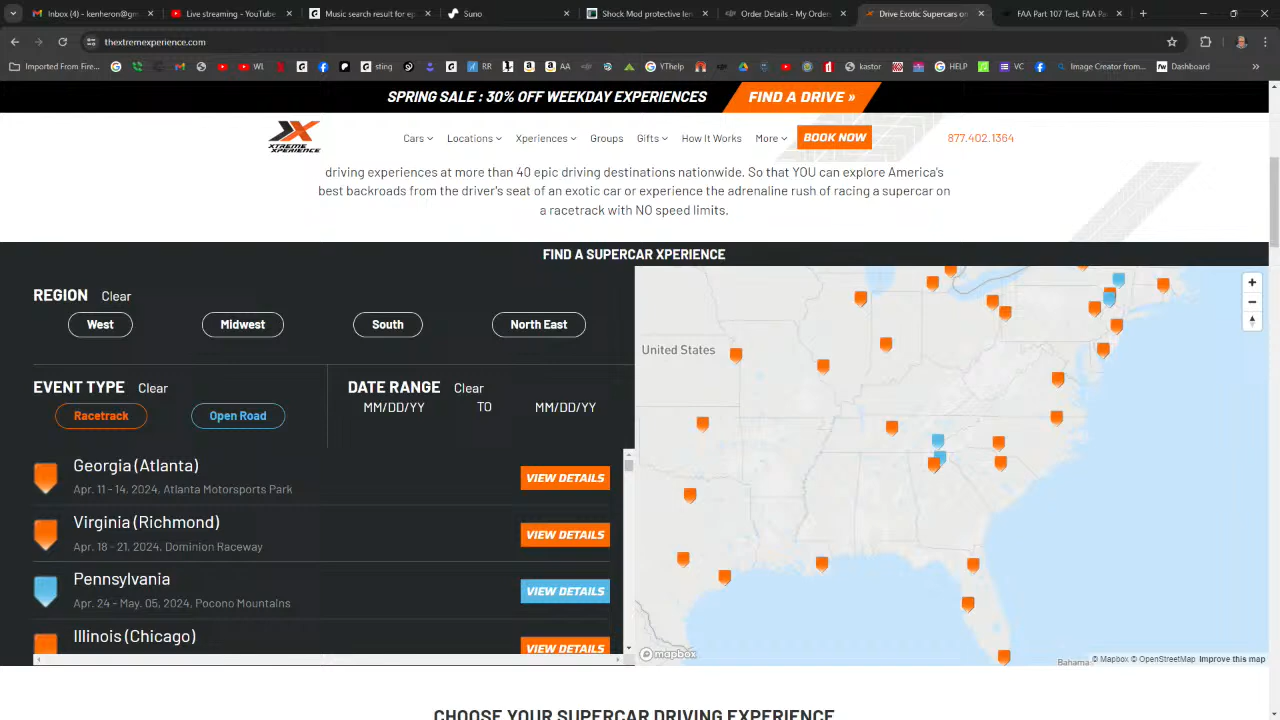 Inbox (4) - kenheron@gm
Live streaming - YouTube
Music search result for ep
Suno
Shock Mod protective len
Order Details - My Order
Drive Exotic Supercars on
FAA Part 107 Test, FAA Pa
thextremexperience.com
Imported From Fire...
WL
sting
RR
AA
VThelp
kastor
HELP
VC
Image Creator from...
Dashboard
SPRING SALE : 30% OFF WEEKDAY EXPERIENCES
FIND A DRIVE »
XTREME XPERIENCE
Cars
Locations
Xperiences
Groups
Gifts
How It Works
More
BOOK NOW
877.402.1364
driving experiences at more than 40 epic driving destinations nationwide. So that YOU can explore America's
best backroads from the driver's seat of an exotic car or experience the adrenaline rush of racing a supercar on
a racetrack with NO speed limits.
FIND A SUPERCAR XPERIENCE
REGION Clear
West
Midwest
South
North East
EVENT TYPE Clear
Racetrack
Open Road
DATE RANGE Clear
MM/DD/YY TO MM/DD/YY
Georgia (Atlanta)
Apr. 11 - 14, 2024, Atlanta Motorsports Park
VIEW DETAILS
Virginia (Richmond)
Apr. 18 - 21, 2024, Dominion Raceway
VIEW DETAILS
Pennsylvania
Apr. 24 - May. 05, 2024, Pocono Mountains
VIEW DETAILS
Illinois (Chicago)
VIEW DETAILS
United States
mapbox
Bahama
© Mapbox © OpenStreetMap Improve this map
CHOOSE YOUR SUPERCAR DRIVING EXPERIENCE